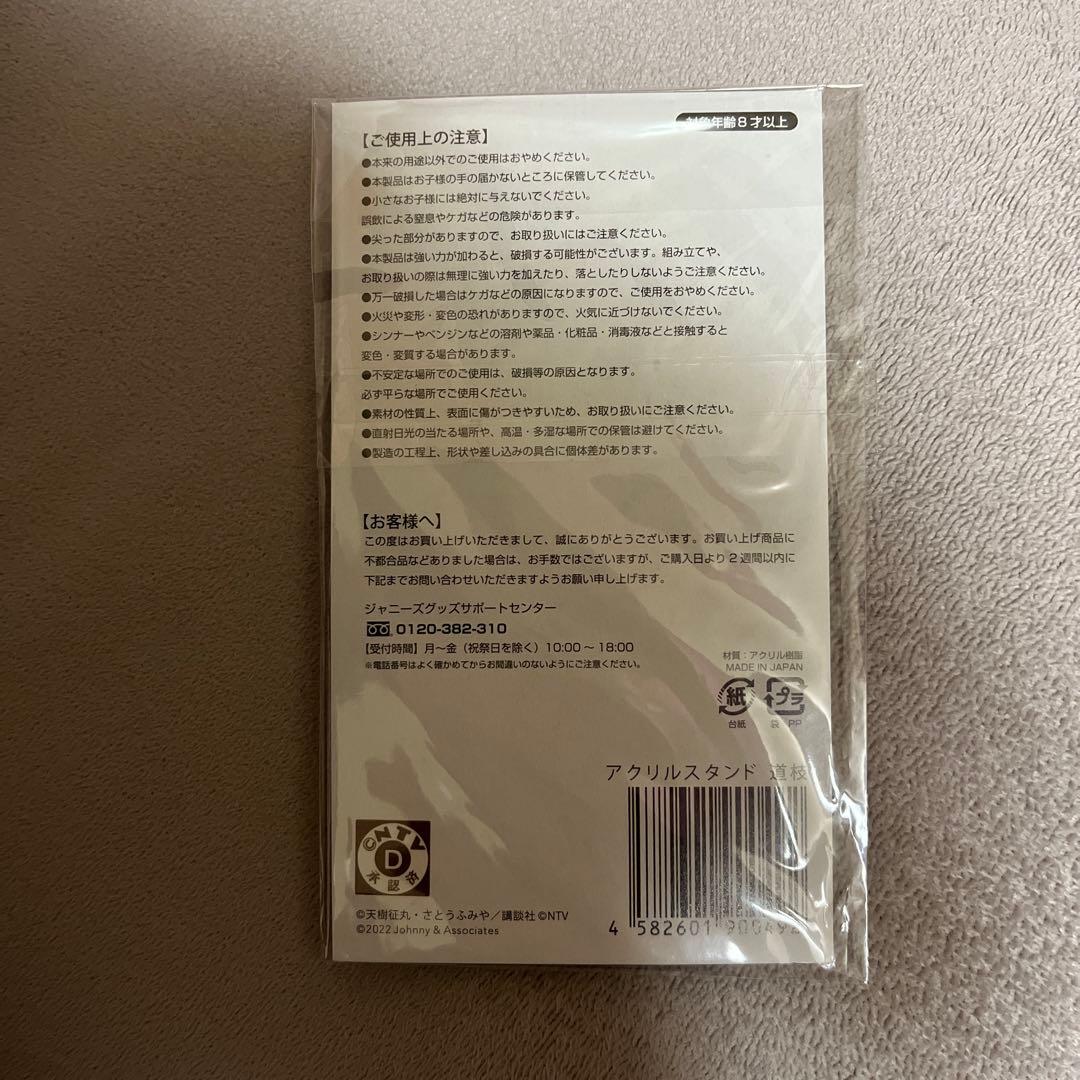 対象年齢8才以上
【ご使用上の注意】
●本来の用途以外でのご使用はおやめください。
●本製品はお子様の手の届かないところに保管してください。
●小さなお子様には絶対に与えないでください。
誤飲による窒息やケガなどの危険があります。
●尖った部分がありますので、お取り扱いにはご注意ください。
●本製品は強い力が加わると、破損する可能性がございます。組み立てや、
お取り扱いの際は無理に強い力を加えたり、落としたりしないようご注意ください。
●万一破損した場合はケガなどの原因になりますので、ご使用をおやめください。
●火災や変形・変色の恐れがありますので、火気に近づけないでください。
●シンナーやベンジンなどの溶剤や薬品・化粧品・消毒液などと接触すると
変色・変質する場合があります。
●不安定な場所でのご使用は、破損等の原因となります。
必ず平らな場所でご使用ください。
●素材の性質上、表面に傷がつきやすいため、お取り扱いにご注意ください。
●直射日光の当たる場所や、高温・多湿な場所での保管は避けてください。
●製造の工程上、形状や差し込みの具合に個体差があります。
【お客様へ】
この度はお買い上げいただきまして、誠にありがとうございます。お買い上げ商品に
不都合品などありました場合は、お手数ではございますが、ご購入日より2週間以内に
下記までお問い合わせいただきますようお願い申し上げます。
ジャニーズグッズサポートセンター
0120-382-310
【受付時間】月〜金（祝祭日を除く）10:00〜18:00
※電話番号はよく確かめてからお間違いのないようにご注意ください。
材質：アクリル樹脂
MADE IN JAPAN
紙 プラ
台紙 袋 PP
アクリルスタンド 道枝
©NTV
D
承認済
4 582601 900492
©天樹征丸・さとうふみや／講談社 ©NTV
©2022 Johnny & Associates